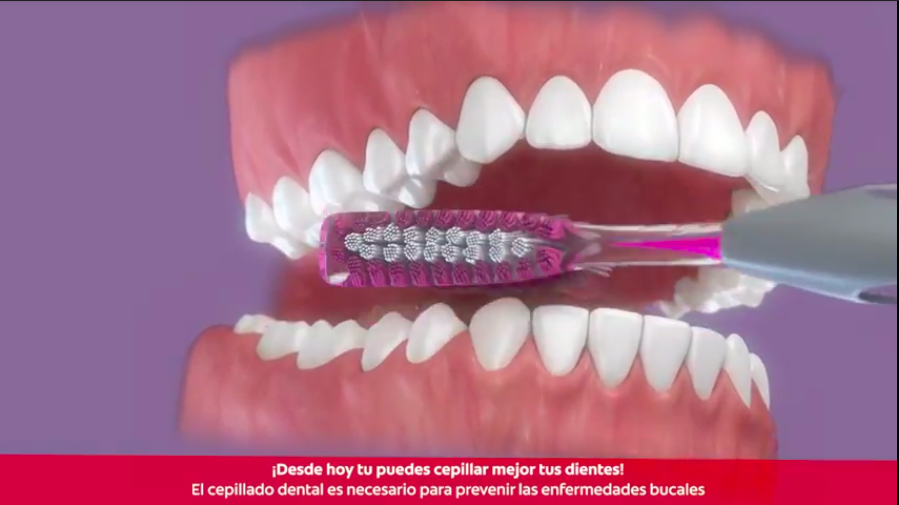 ¡Desde hoy tu puedes cepillar mejor tus dientes!
El cepillado dental es necesario para prevenir las enfermedades bucales